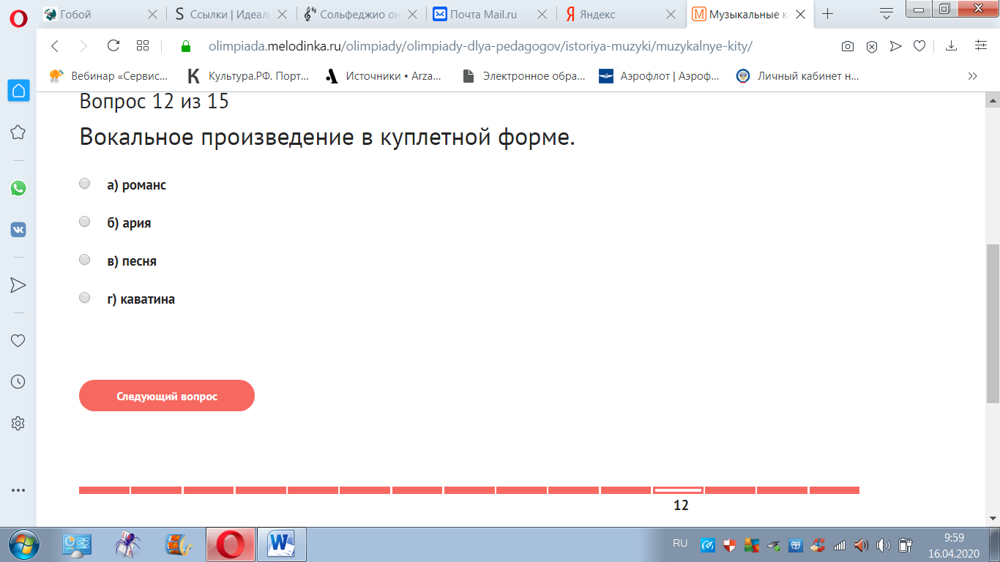 Гобой
Ссылки | Идеаль
Сольфеджио он
Почта Mail.ru
Яндекс
Музыкальные к
olimpiada.melodinka.ru/olimpiady/olimpiady-dlya-pedagogov/istoriya-muzyki/muzykalnye-kity/
Вебинар «Сервис...
Культура.РФ. Порт...
Источники • Arza...
Электронное обра...
Аэрофлот | Аэроф...
Личный кабинет н...
Вопрос 12 из 15
Вокальное произведение в куплетной форме.
а) романс
б) ария
в) песня
г) каватина
Следующий вопрос
12
RU
9:59
16.04.2020